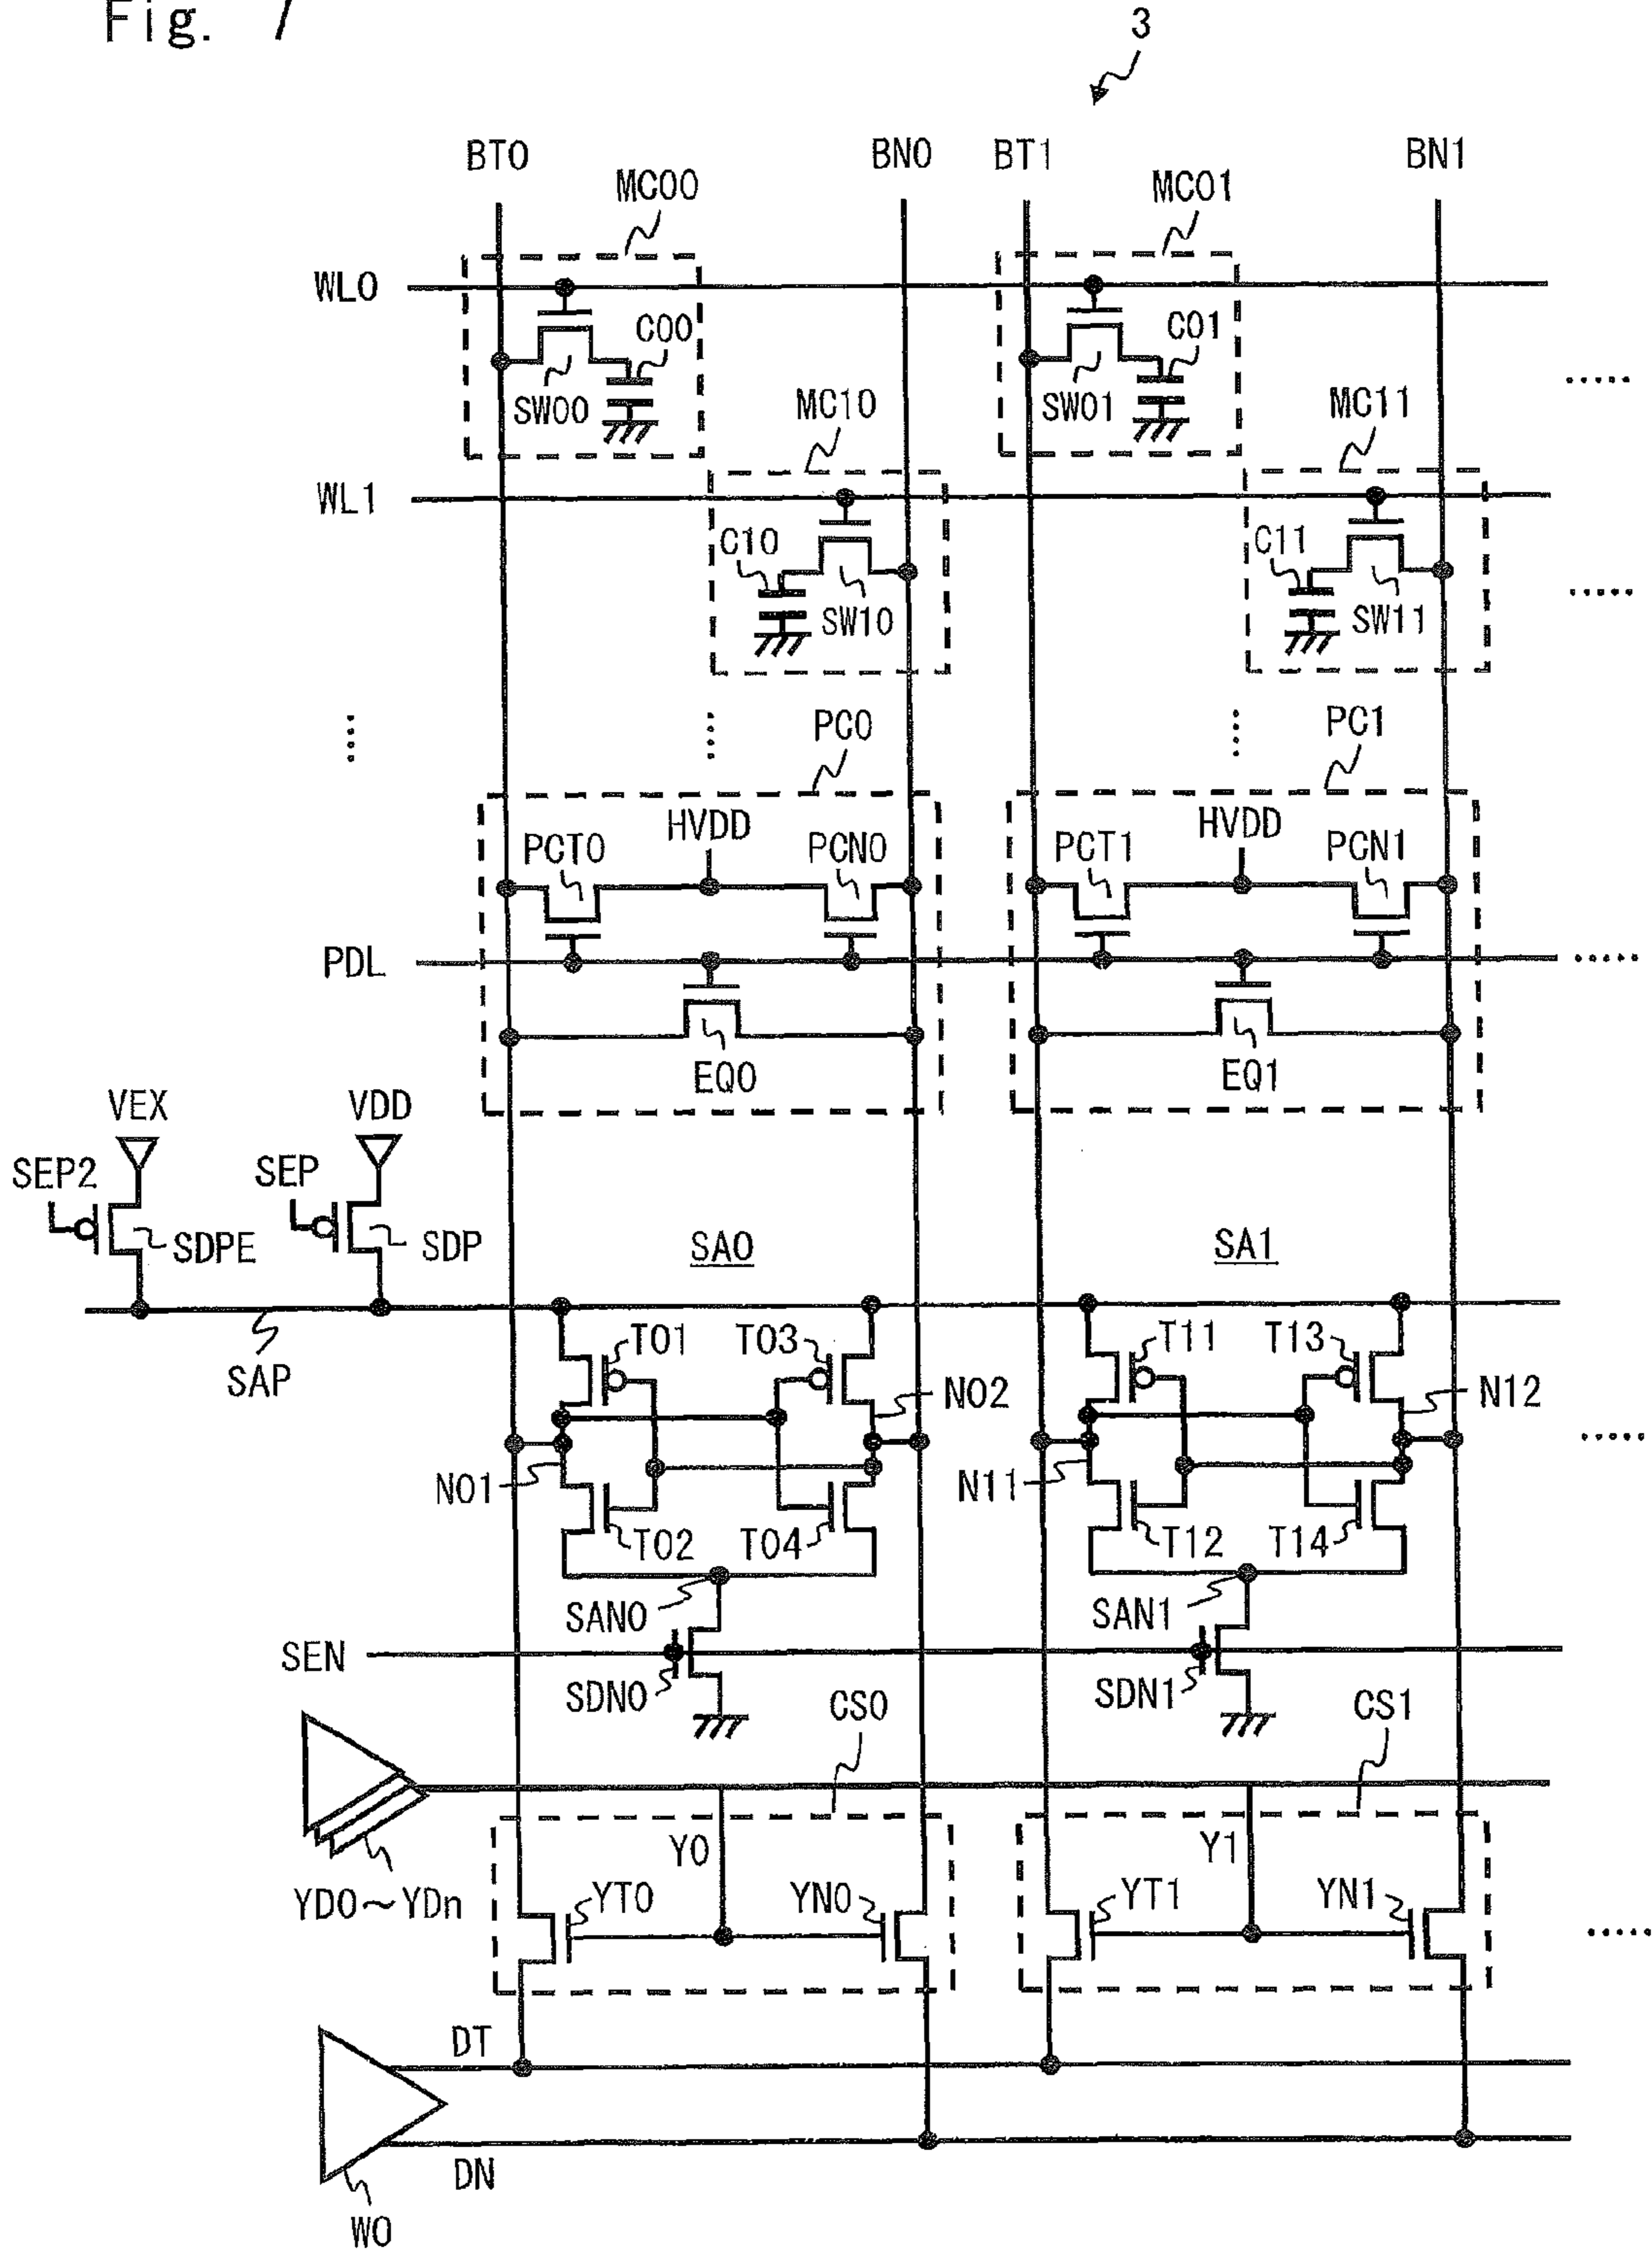 Fig. 7
3
BT0 BN0 BT1 BN1
MC00 MC01
WL0
C00 C01
SW00 SW01
MC10 MC11
WL1
C10 C11
SW10 SW11
PC0 PC1
HVDD HVDD
PCT0 PCN0 PCT1 PCN1
PDL
EQ0 EQ1
VEX VDD
SEP2 SEP
SDPE SDP SA0 SA1
T01 T03 T11 T13
SAP N02 N12
N01 N11
T02 T04 T12 T14
SAN0 SAN1
SEN
SDN0 SDN1
CS0 CS1
Y0 Y1
YD0~YDn YT0 YN0 YT1 YN1
DT
DN
W0